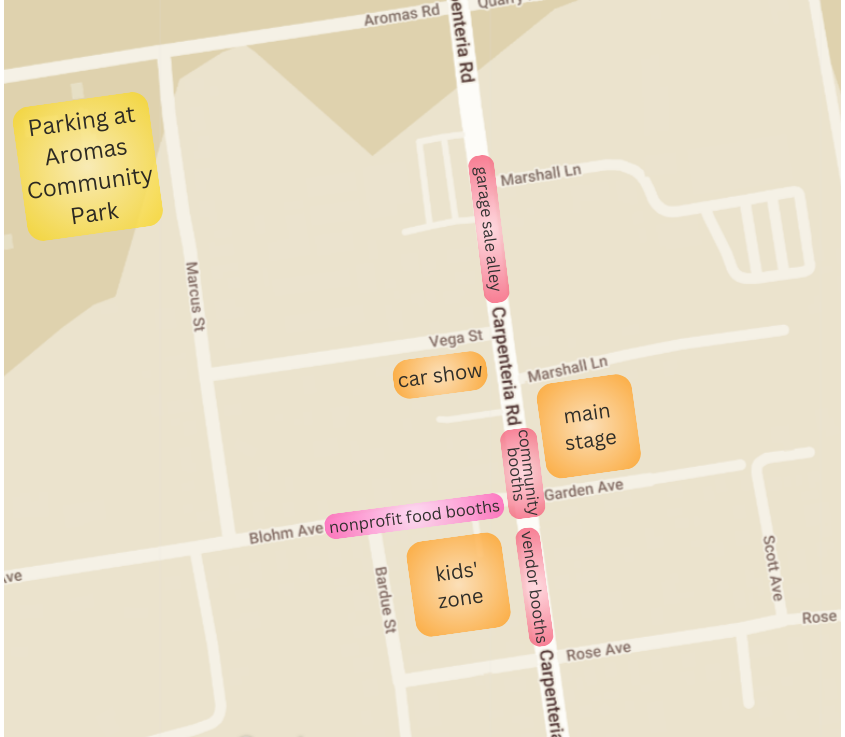 Aromas Rd
Quarry
penteria Rd
Parking at
Aromas
Community
Park
garage sale alley
Marshall Ln
Marcus St
Vega St
Carpenteria Rd
car show
Marshall Ln
main
stage
community
booths
Garden Ave
nonprofit food booths
Blohm Ave
ve
vendor booths
kids'
zone
Bardue St
Scott Ave
Rose
Rose Ave
Carpenteria